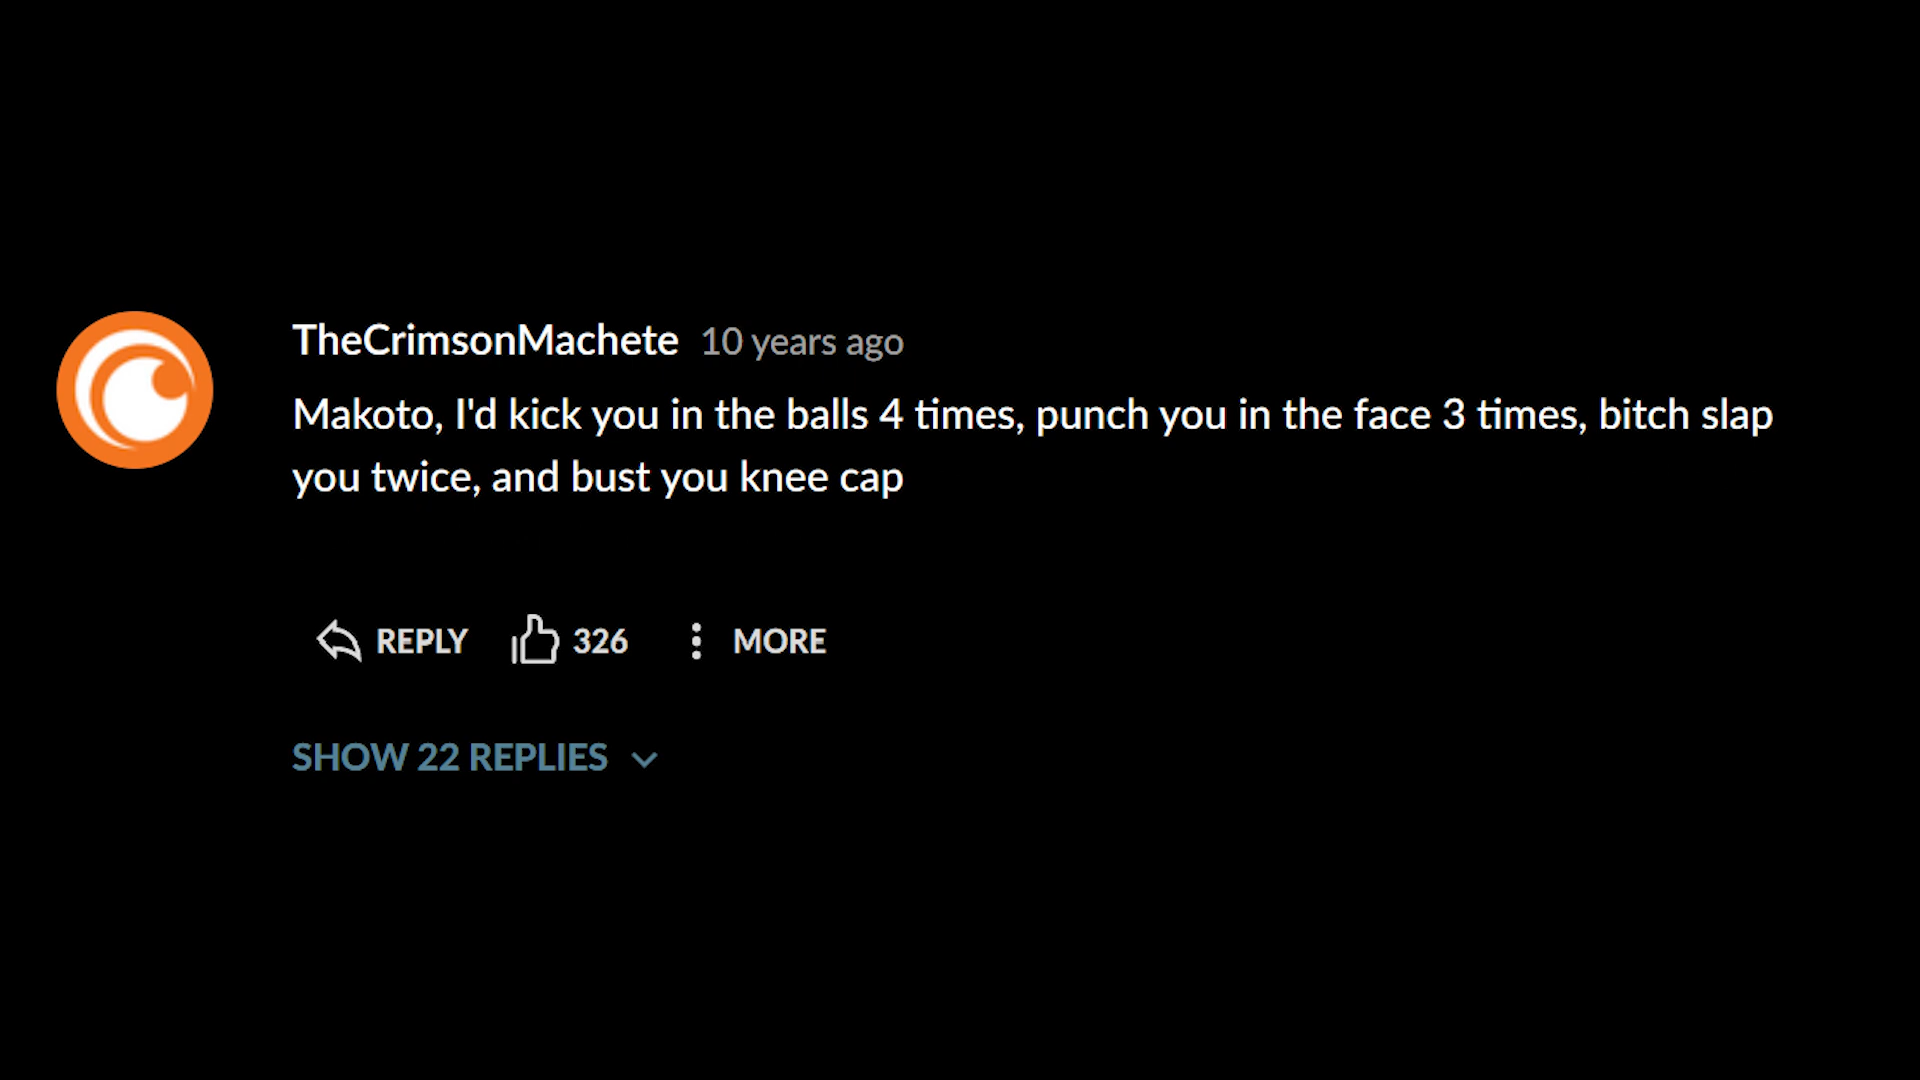 TheCrimsonMachete 10 years ago
Makoto, I'd kick you in the balls 4 times, punch you in the face 3 times, bitch slap
you twice, and bust you knee cap
REPLY 326 MORE
SHOW 22 REPLIES